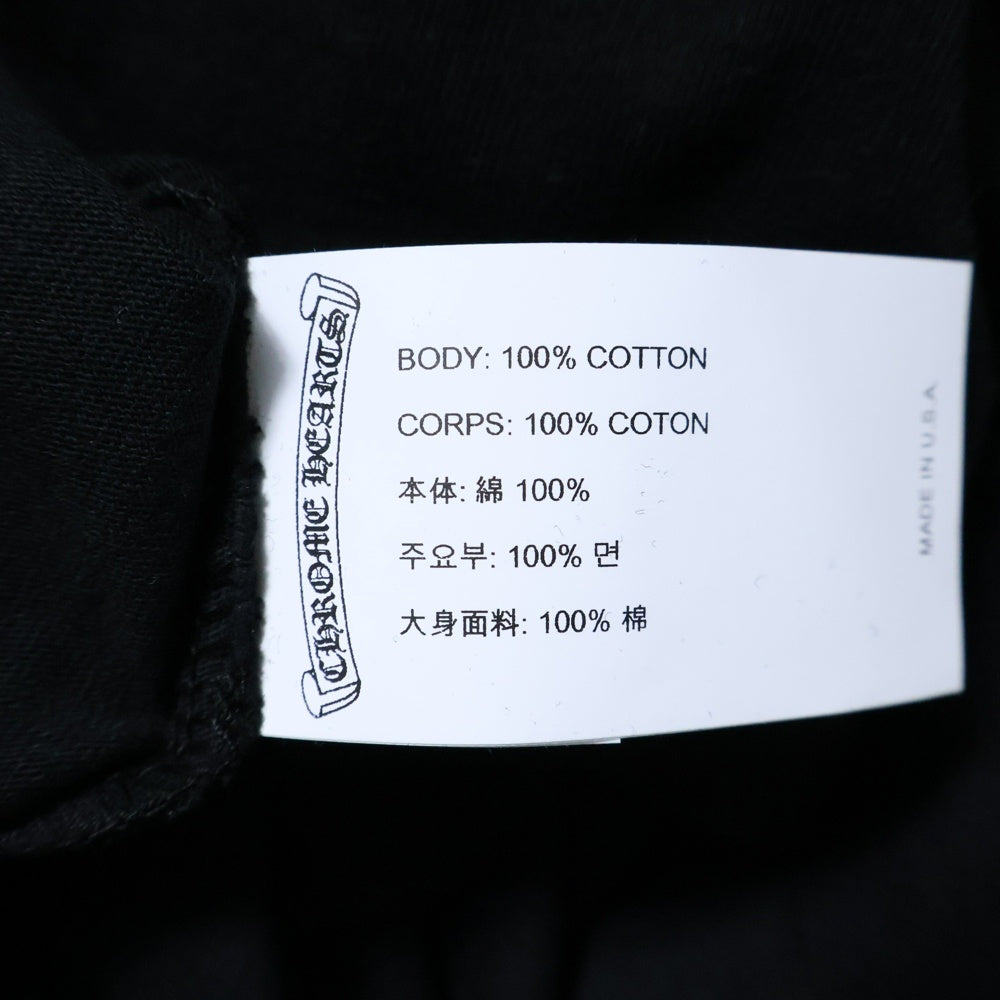 CHROME HEARTS
BODY: 100% COTTON
CORPS: 100% COTON
本体: 綿 100%
주요부: 100% 면
大身面料: 100% 棉
MADE IN U.S.A